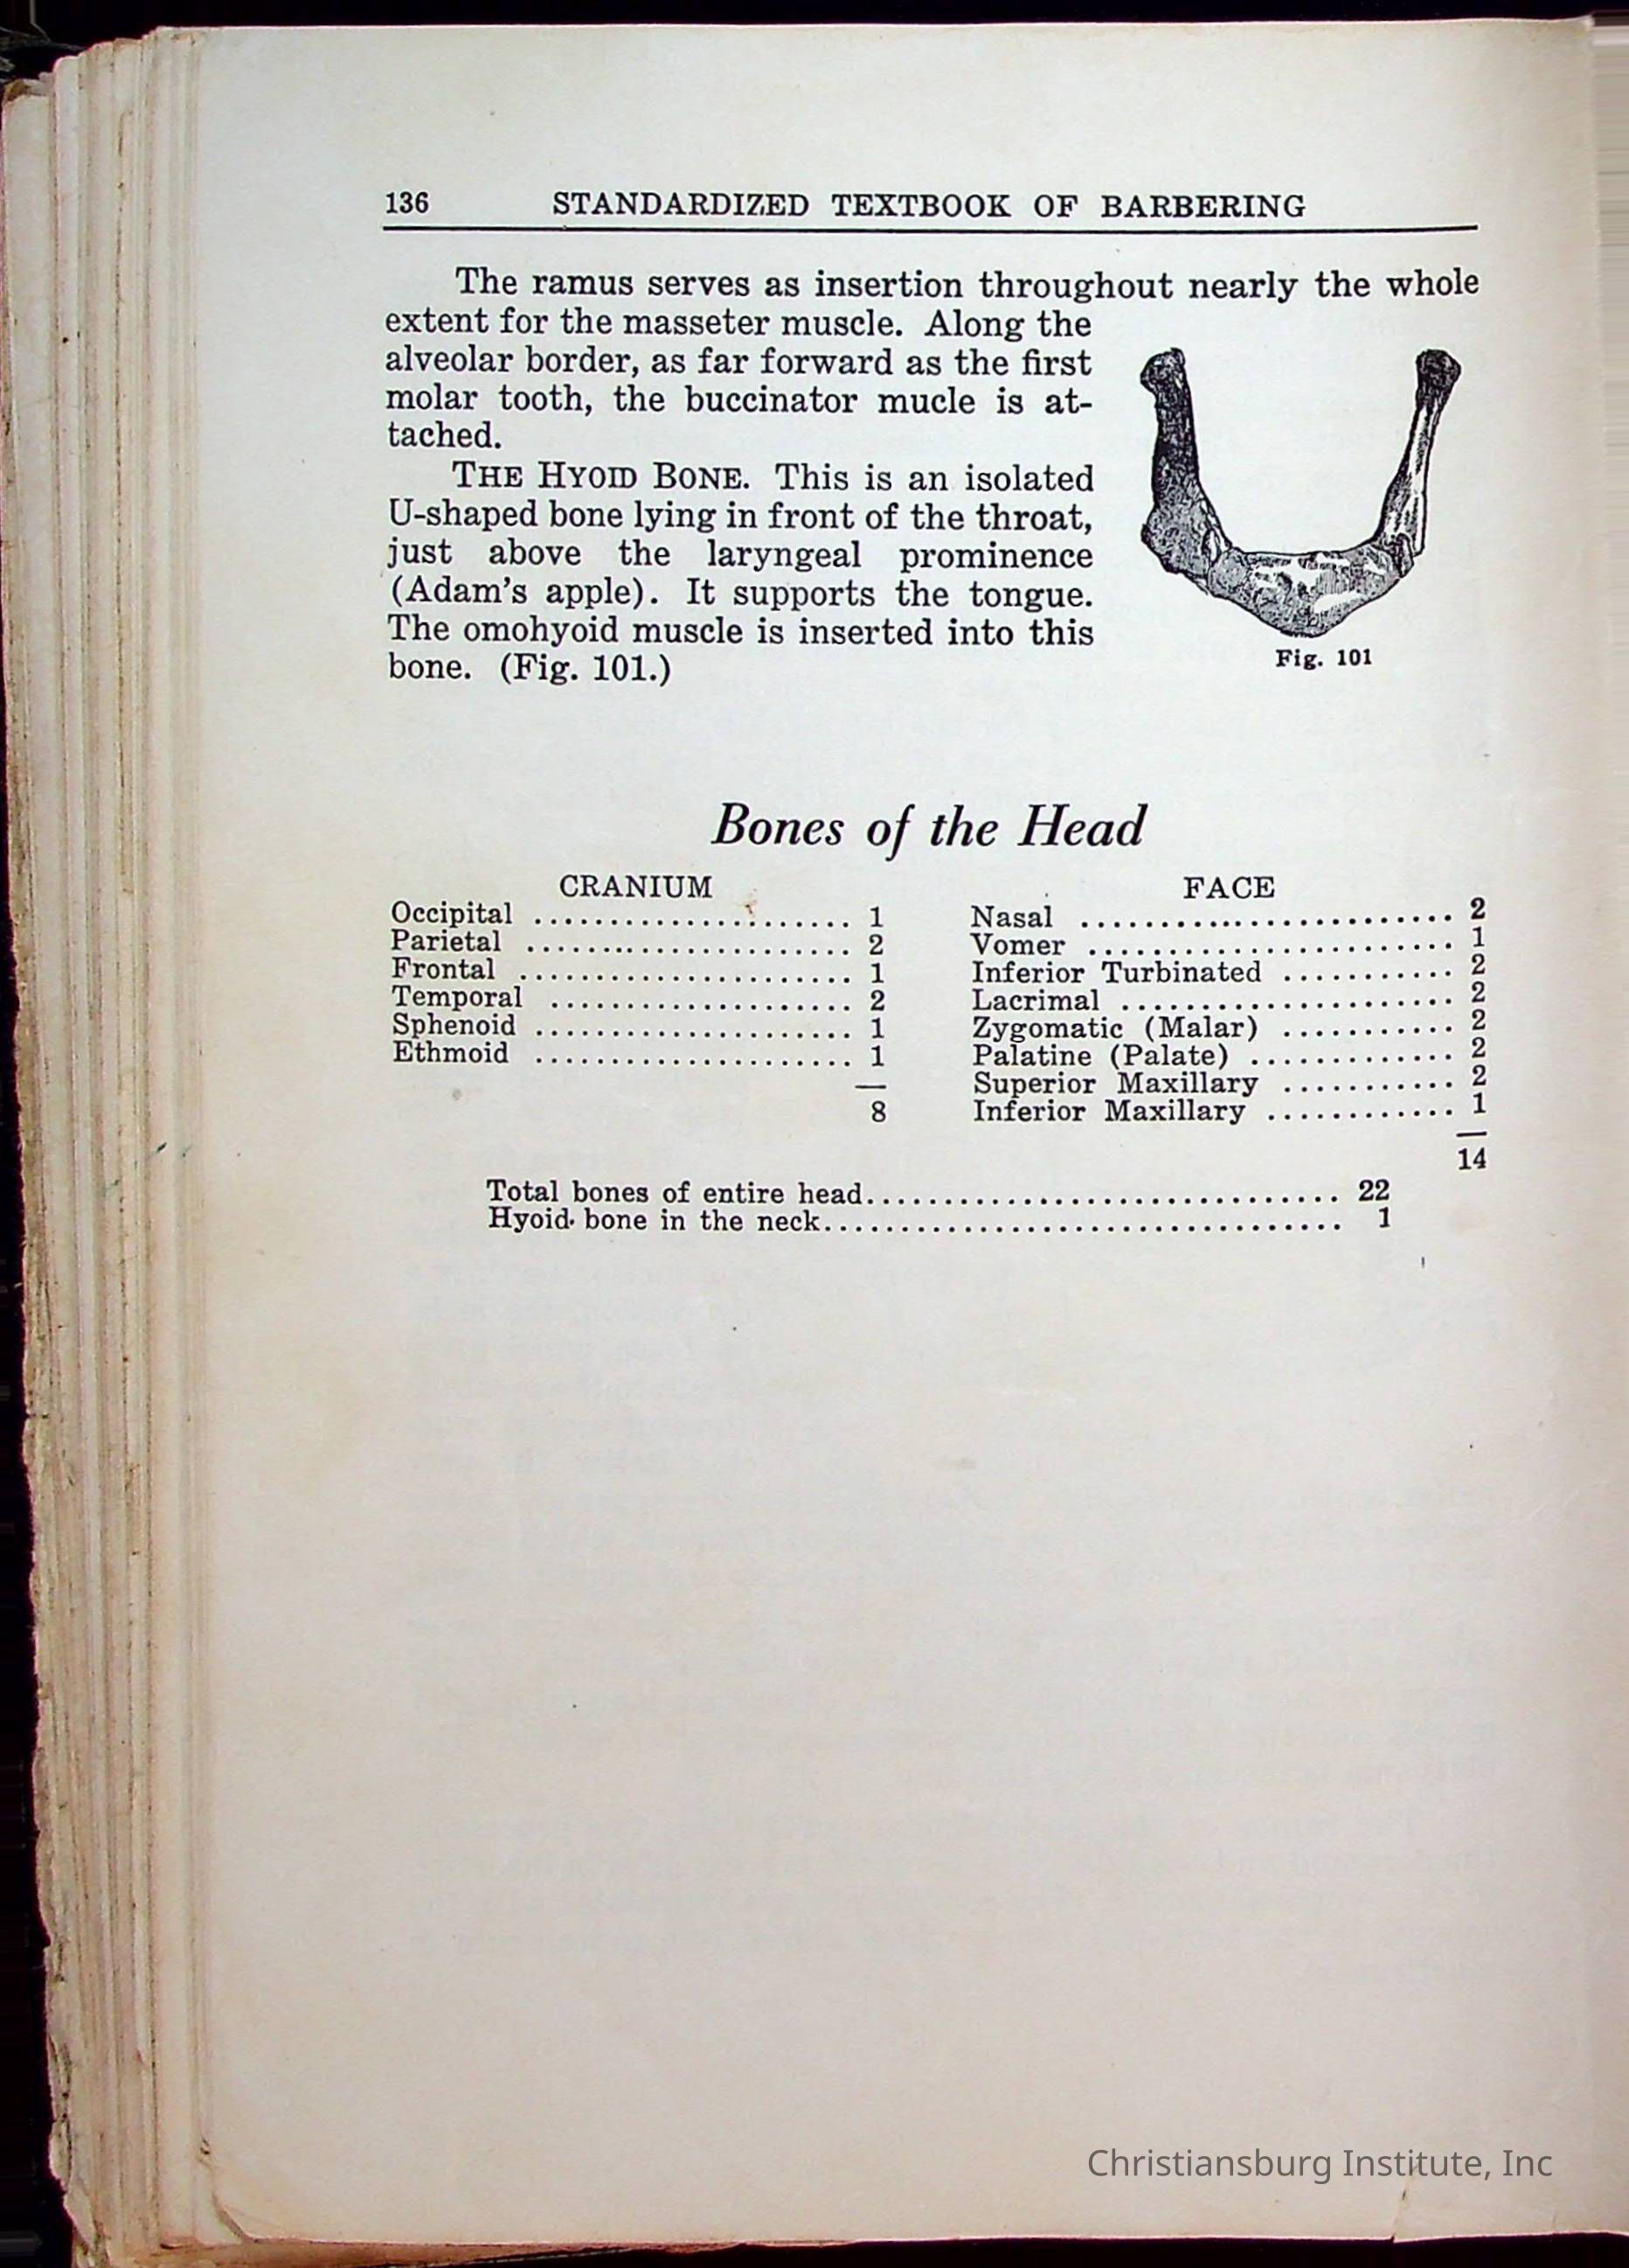 136 STANDARDIZED TEXTBOOK OF BARBERING
The ramus serves as insertion throughout nearly the whole
extent for the masseter muscle. Along the
alveolar border, as far forward as the first
molar tooth, the buccinator mucle is at-
tached.
THE HYOID BONE. This is an isolated
U-shaped bone lying in front of the throat,
just above the laryngeal prominence
(Adam's apple). It supports the tongue.
The omohyoid muscle is inserted into this
bone. (Fig. 101.)
Fig. 101
Bones of the Head
CRANIUM
Occipital ..................... 1
Parietal ...................... 2
Frontal ...................... 1
Temporal .................... 2
Sphenoid ..................... 1
Ethmoid ..................... 1
8
FACE
Nasal ......................... 2
Vomer ........................ 1
Inferior Turbinated ........... 2
Lacrimal ...................... 2
Zygomatic (Malar) ........... 2
Palatine (Palate) ............. 2
Superior Maxillary ........... 2
Inferior Maxillary ............ 1
14
Total bones of entire head............................... 22
Hyoid bone in the neck.................................. 1
Christiansburg Institute, Inc